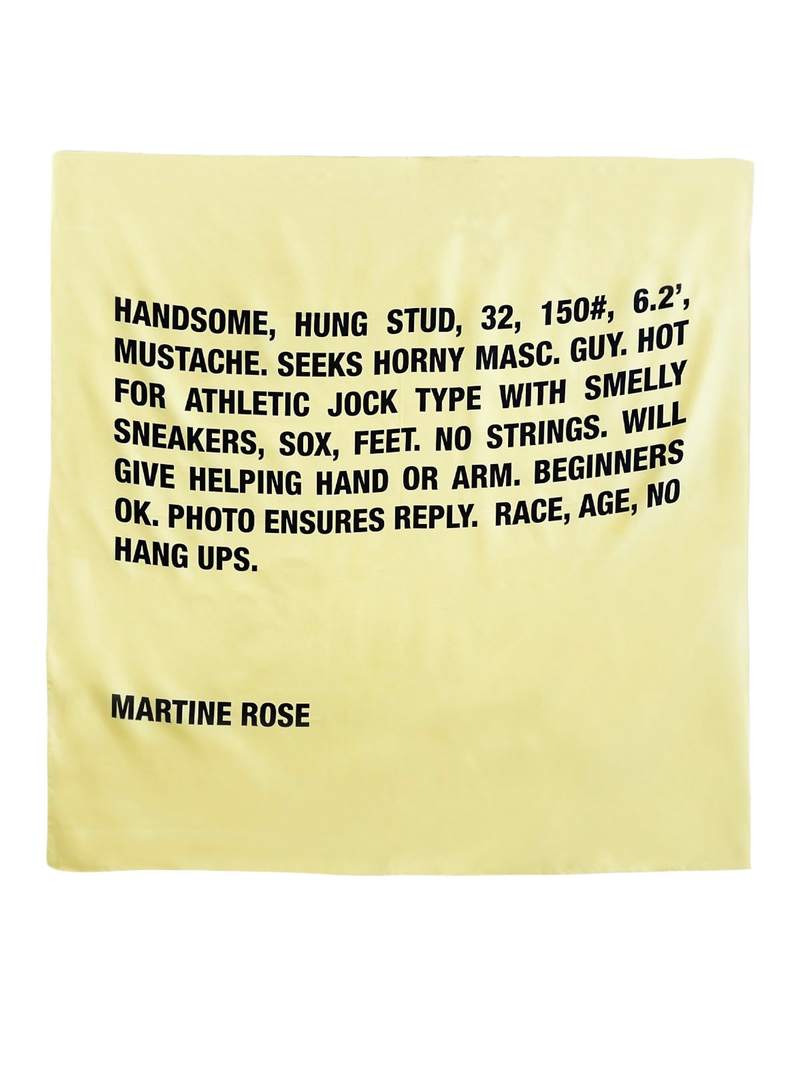 HANDSOME, HUNG STUD, 32, 150#, 6.2’,
MUSTACHE. SEEKS HORNY MASC. GUY. HOT
FOR ATHLETIC JOCK TYPE WITH SMELLY
SNEAKERS, SOX, FEET. NO STRINGS. WILL
GIVE HELPING HAND OR ARM. BEGINNERS
OK. PHOTO ENSURES REPLY. RACE, AGE, NO
HANG UPS.
MARTINE ROSE